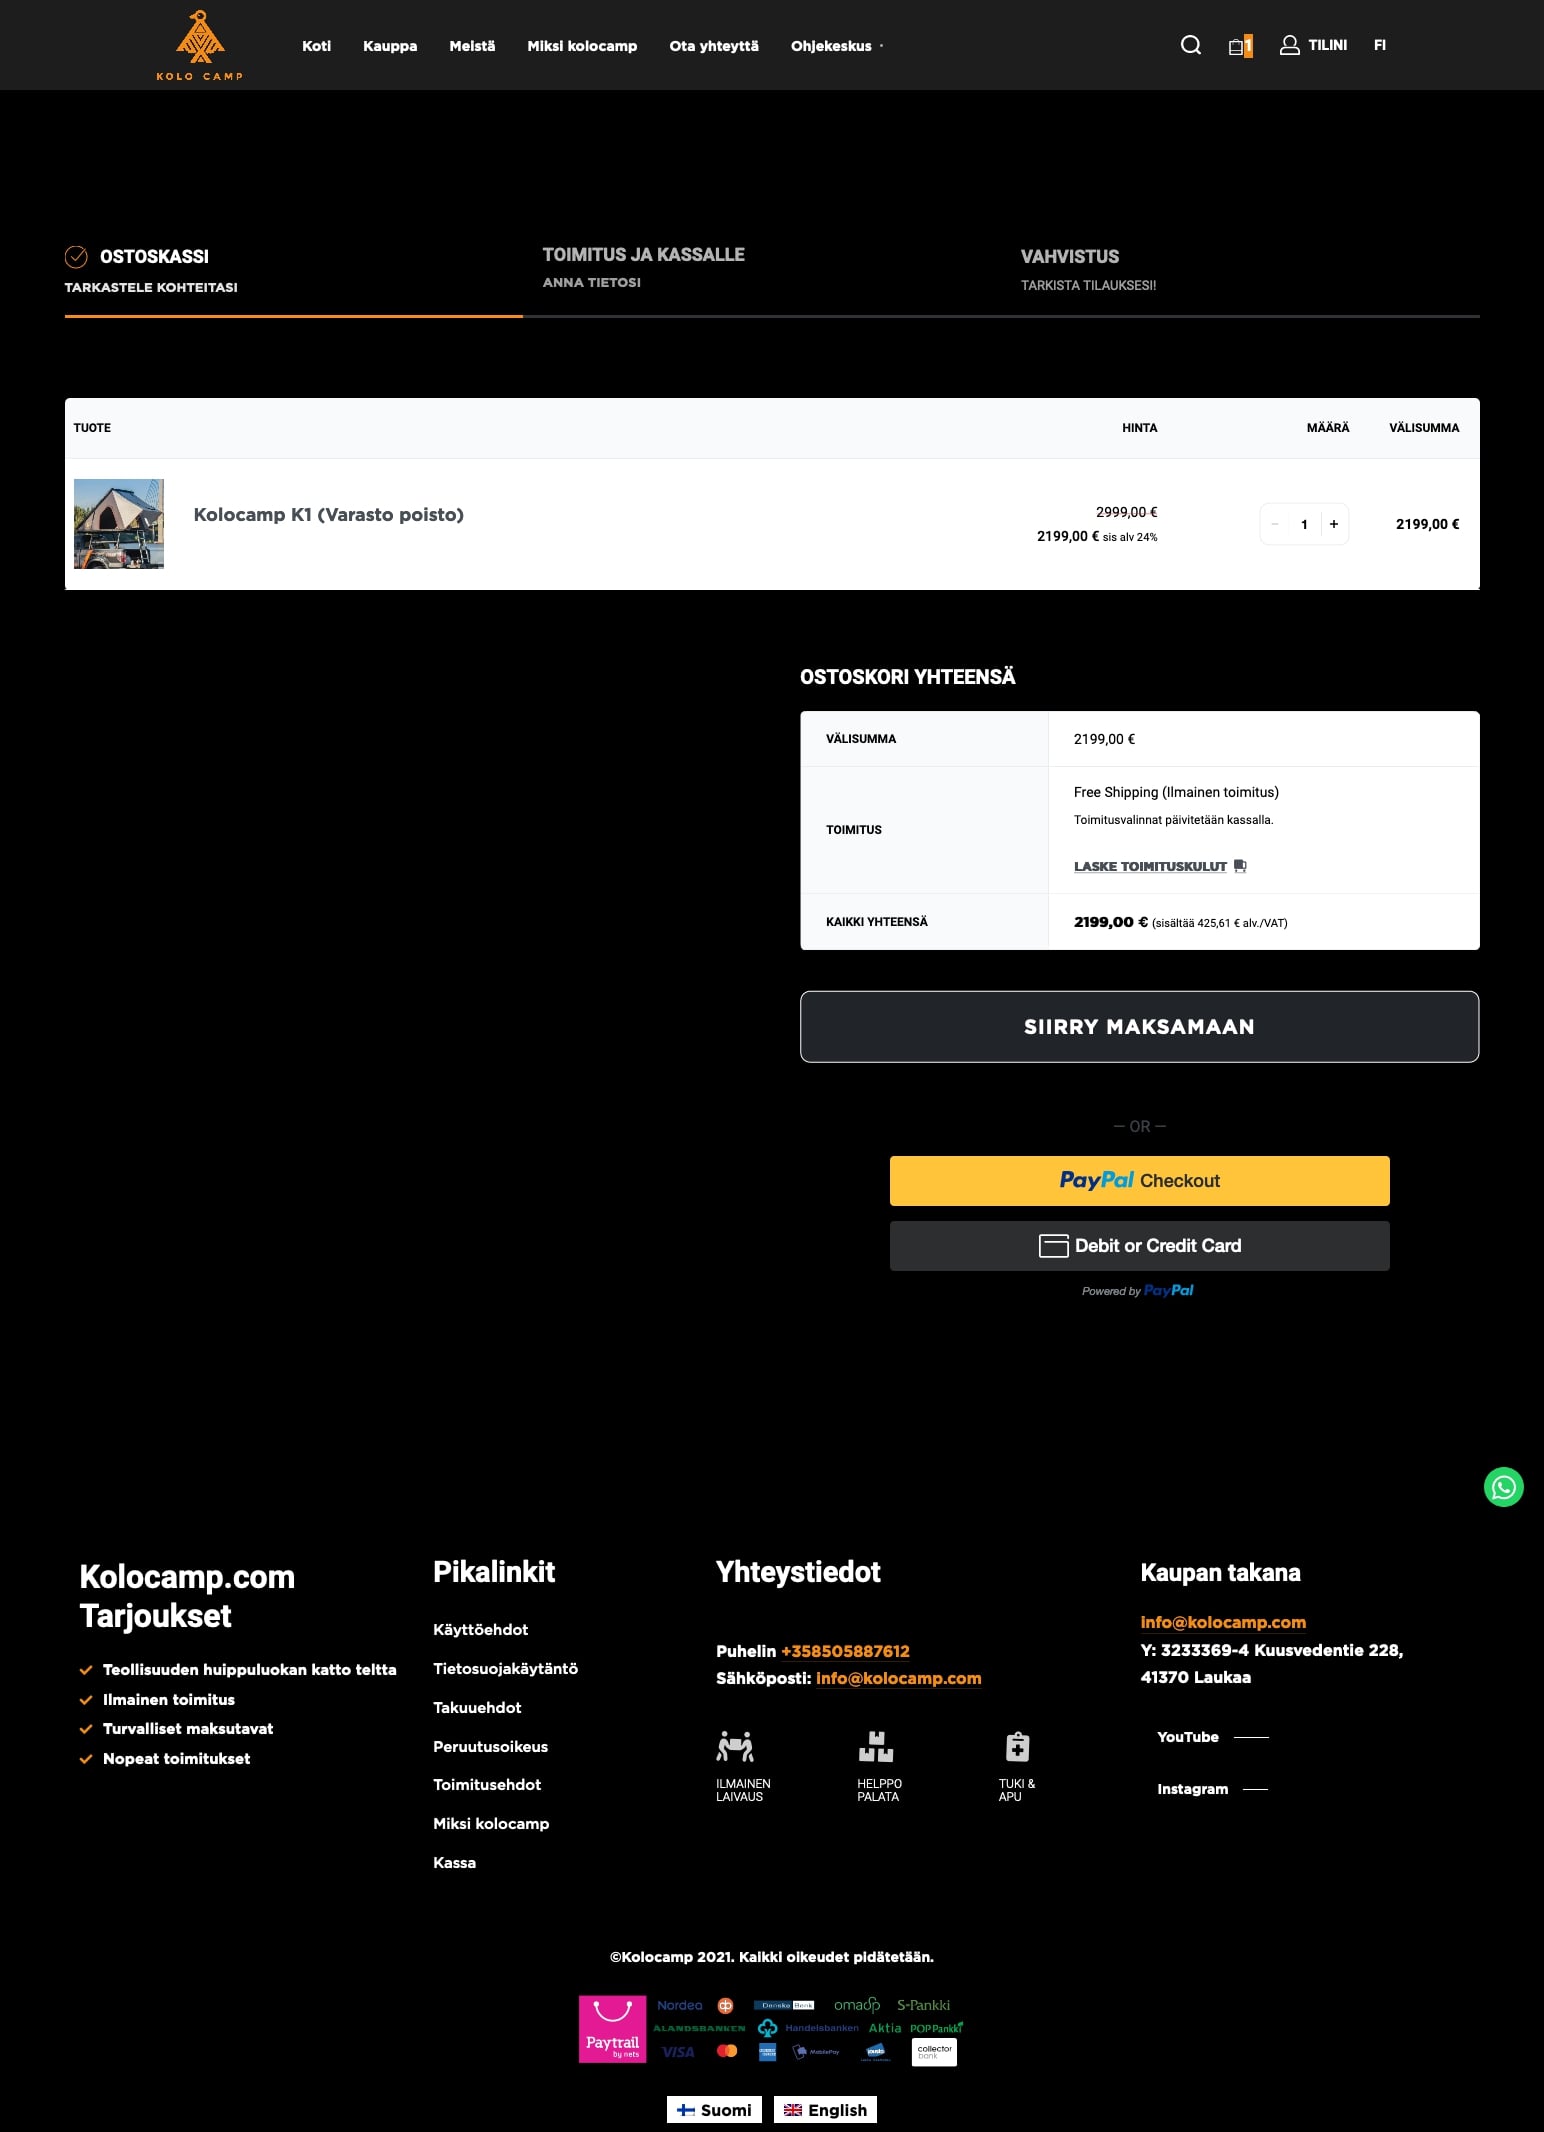 KOLO CAMP
Koti Kauppa Meistä Miksi kolocamp Ota yhteyttä Ohjekeskus
1 TILINI FI
OSTOSKASSI
TARKASTELE KOHTEITASI
TOIMITUS JA KASSALLE
ANNA TIETOSI
VAHVISTUS
TARKISTA TILAUKSESI!
TUOTE HINTA MÄÄRÄ VÄLISUMMA
Kolocamp K1 (Varasto poisto)
2999,00 €
2199,00 € sis alv 24%
− 1 +
2199,00 €
OSTOSKORI YHTEENSÄ
VÄLISUMMA 2199,00 €
TOIMITUS
Free Shipping (Ilmainen toimitus)
Toimitusvalinnat päivitetään kassalla.
LASKE TOIMITUSKULUT
KAIKKI YHTEENSÄ 2199,00 € (sisältää 425,61 € alv./VAT)
SIIRRY MAKSAMAAN
— OR —
PayPal Checkout
Debit or Credit Card
Powered by PayPal
Kolocamp.com
Tarjoukset
Teollisuuden huippuluokan katto teltta
Ilmainen toimitus
Turvalliset maksutavat
Nopeat toimitukset
Pikalinkit
Käyttöehdot
Tietosuojakäytäntö
Takuuehdot
Peruutusoikeus
Toimitusehdot
Miksi kolocamp
Kassa
Yhteystiedot
Puhelin +358505887612
Sähköposti: info@kolocamp.com
ILMAINEN
LAIVAUS
HELPPO
PALATA
TUKI &
APU
Kaupan takana
info@kolocamp.com
Y: 3233369-4 Kuusvedentie 228,
41370 Laukaa
YouTube
Instagram
©Kolocamp 2021. Kaikki oikeudet pidätetään.
Paytrail
by nets
Nordea Danske Bank omasp S-Pankki
ALANDSBANKEN Handelsbanken Aktia POP Pankki
VISA MobilePay collector
bank
Suomi English